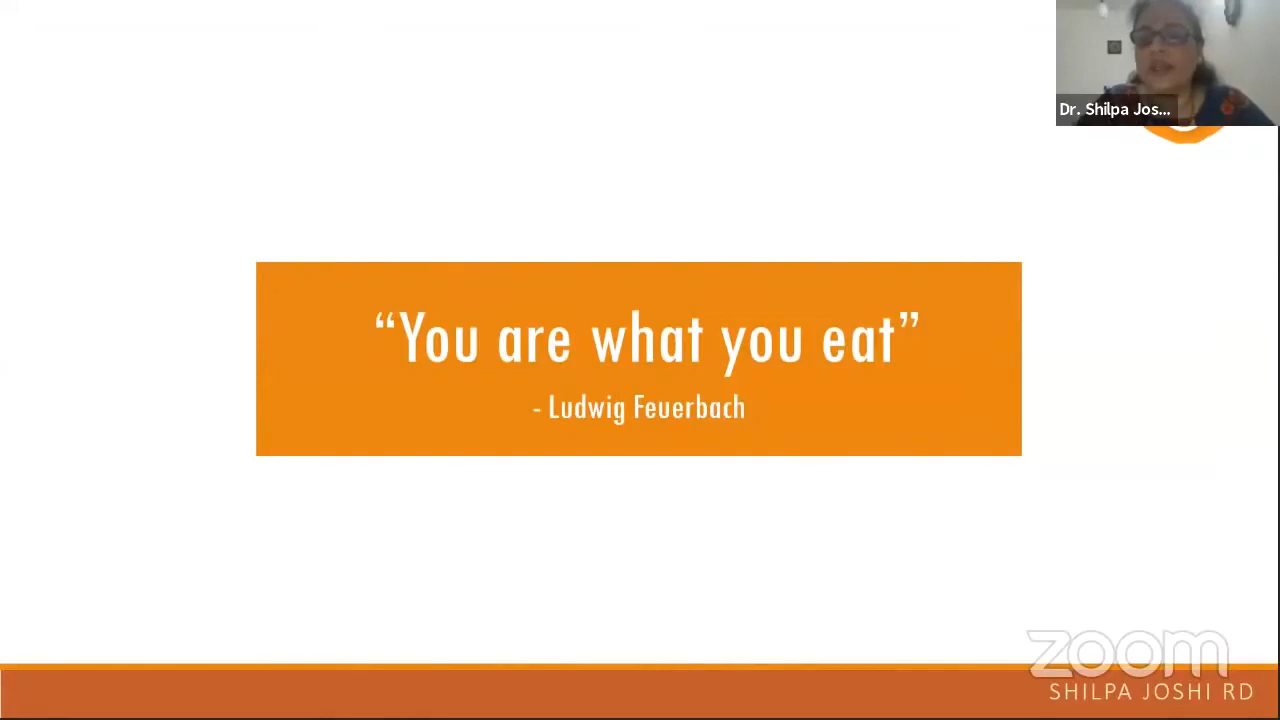 Dr. Shilpa Jos...
“You are what you eat”
- Ludwig Feuerbach
zoom
SHILPA JOSHI RD